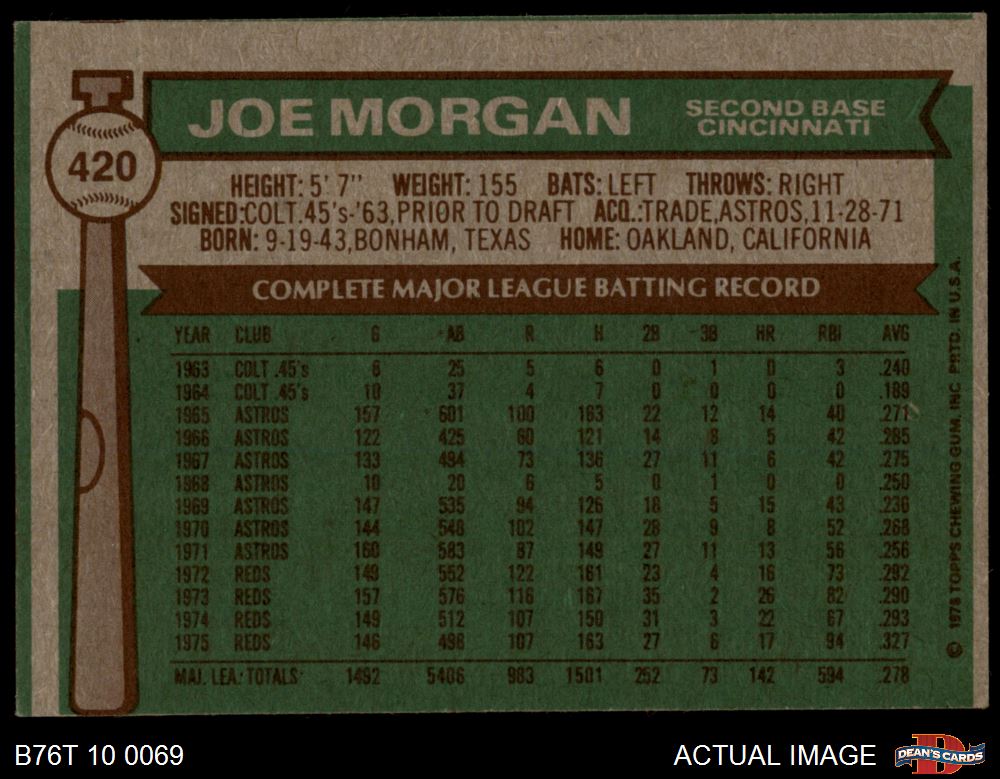 JOE MORGAN
SECOND BASE
CINCINNATI
420
HEIGHT: 5' 7" WEIGHT: 155 BATS: LEFT THROWS: RIGHT
SIGNED:COLT.45's-'63,PRIOR TO DRAFT ACQ.:TRADE,ASTROS,11-28-71
BORN: 9-19-43,BONHAM, TEXAS HOME: OAKLAND, CALIFORNIA
COMPLETE MAJOR LEAGUE BATTING RECORD
YEAR CLUB G AB R H 2B 3B HR RBI AVG
1963 COLT .45's 6 25 5 6 0 1 0 3 .240
1964 COLT .45's 10 37 4 7 0 0 0 0 .189
1965 ASTROS 157 601 100 163 22 12 14 40 .271
1966 ASTROS 122 425 60 121 14 8 5 42 .285
1967 ASTROS 133 494 73 136 27 11 6 42 .275
1968 ASTROS 10 20 6 5 0 1 0 0 .250
1969 ASTROS 147 535 94 126 18 5 15 43 .236
1970 ASTROS 144 548 102 147 28 9 8 52 .268
1971 ASTROS 160 583 87 149 27 11 13 56 .256
1972 REDS 149 552 122 161 23 4 16 73 .292
1973 REDS 157 576 116 167 35 2 26 82 .290
1974 REDS 149 512 107 150 31 3 22 67 .293
1975 REDS 146 498 107 163 27 6 17 94 .327
MAJ. LEA. TOTALS 1492 5406 983 1501 252 73 142 594 .278
© 1976 TOPPS CHEWING GUM, INC. PRTD. IN U.S.A.
B76T 10 0069
ACTUAL IMAGE
DEAN'S CARDS